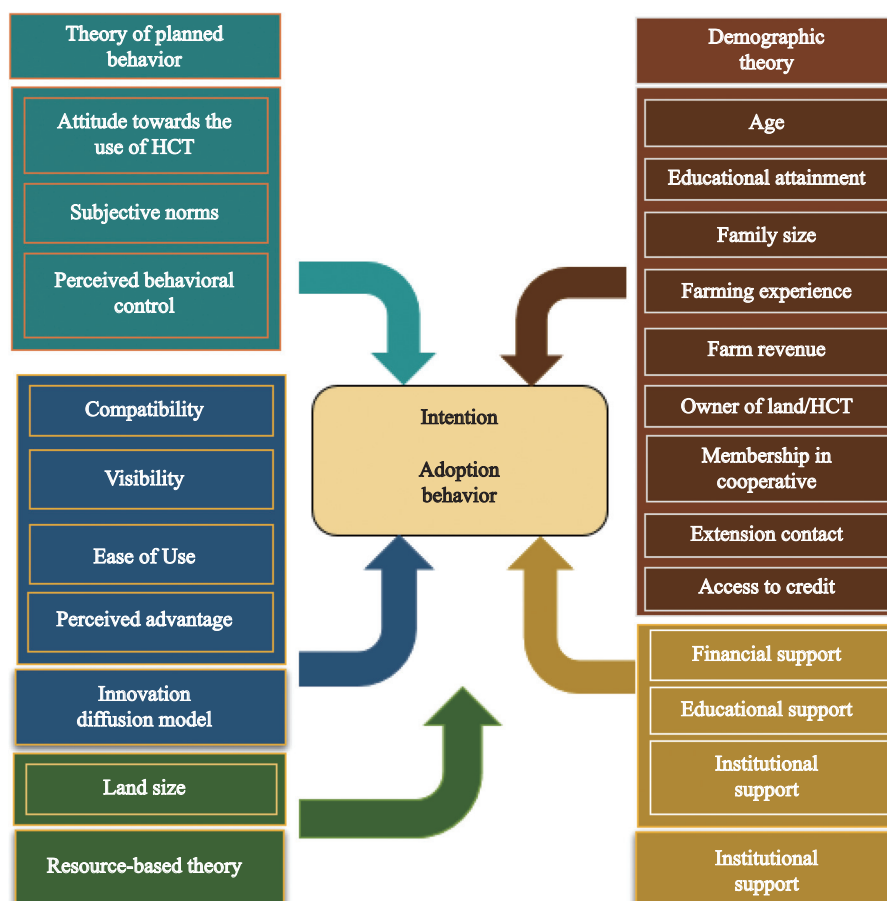 Theory of planned
behavior
Attitude towards the
use of HCT
Subjective norms
Perceived behavioral
control
Compatibility
Visibility
Ease of Use
Perceived advantage
Innovation
diffusion model
Land size
Resource-based theory
Intention
Adoption
behavior
Demographic
theory
Age
Educational attainment
Family size
Farming experience
Farm revenue
Owner of land/HCT
Membership in
cooperative
Extension contact
Access to credit
Financial support
Educational support
Institutional
support
Institutional
support